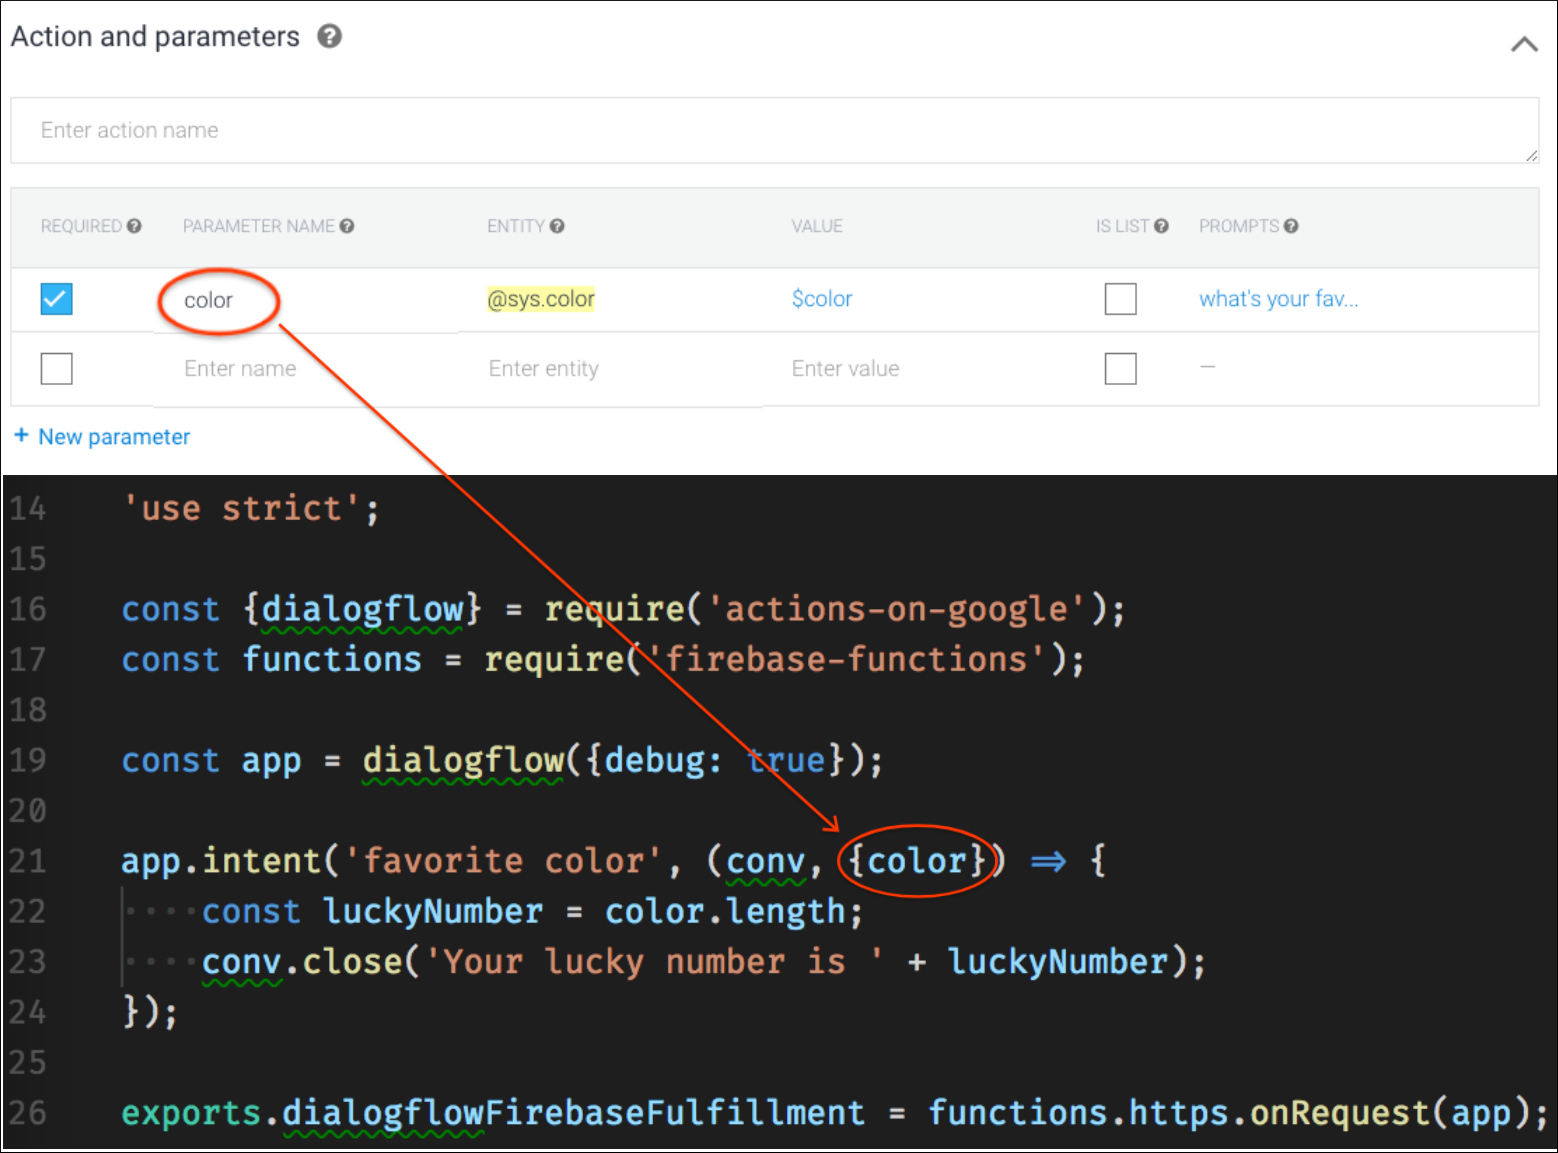 Action and parameters ?
Enter action name
REQUIRED ? PARAMETER NAME ? ENTITY ? VALUE IS LIST ? PROMPTS ?
color @sys.color $color what's your fav...
Enter name Enter entity Enter value —
+ New parameter
14 'use strict';
15
16 const {dialogflow} = require('actions-on-google');
17 const functions = require('firebase-functions');
18
19 const app = dialogflow({debug: true});
20
21 app.intent('favorite color', (conv, {color}) ⇒ {
22 ····const luckyNumber = color.length;
23 ····conv.close('Your lucky number is ' + luckyNumber);
24 });
25
26 exports.dialogflowFirebaseFulfillment = functions.https.onRequest(app);